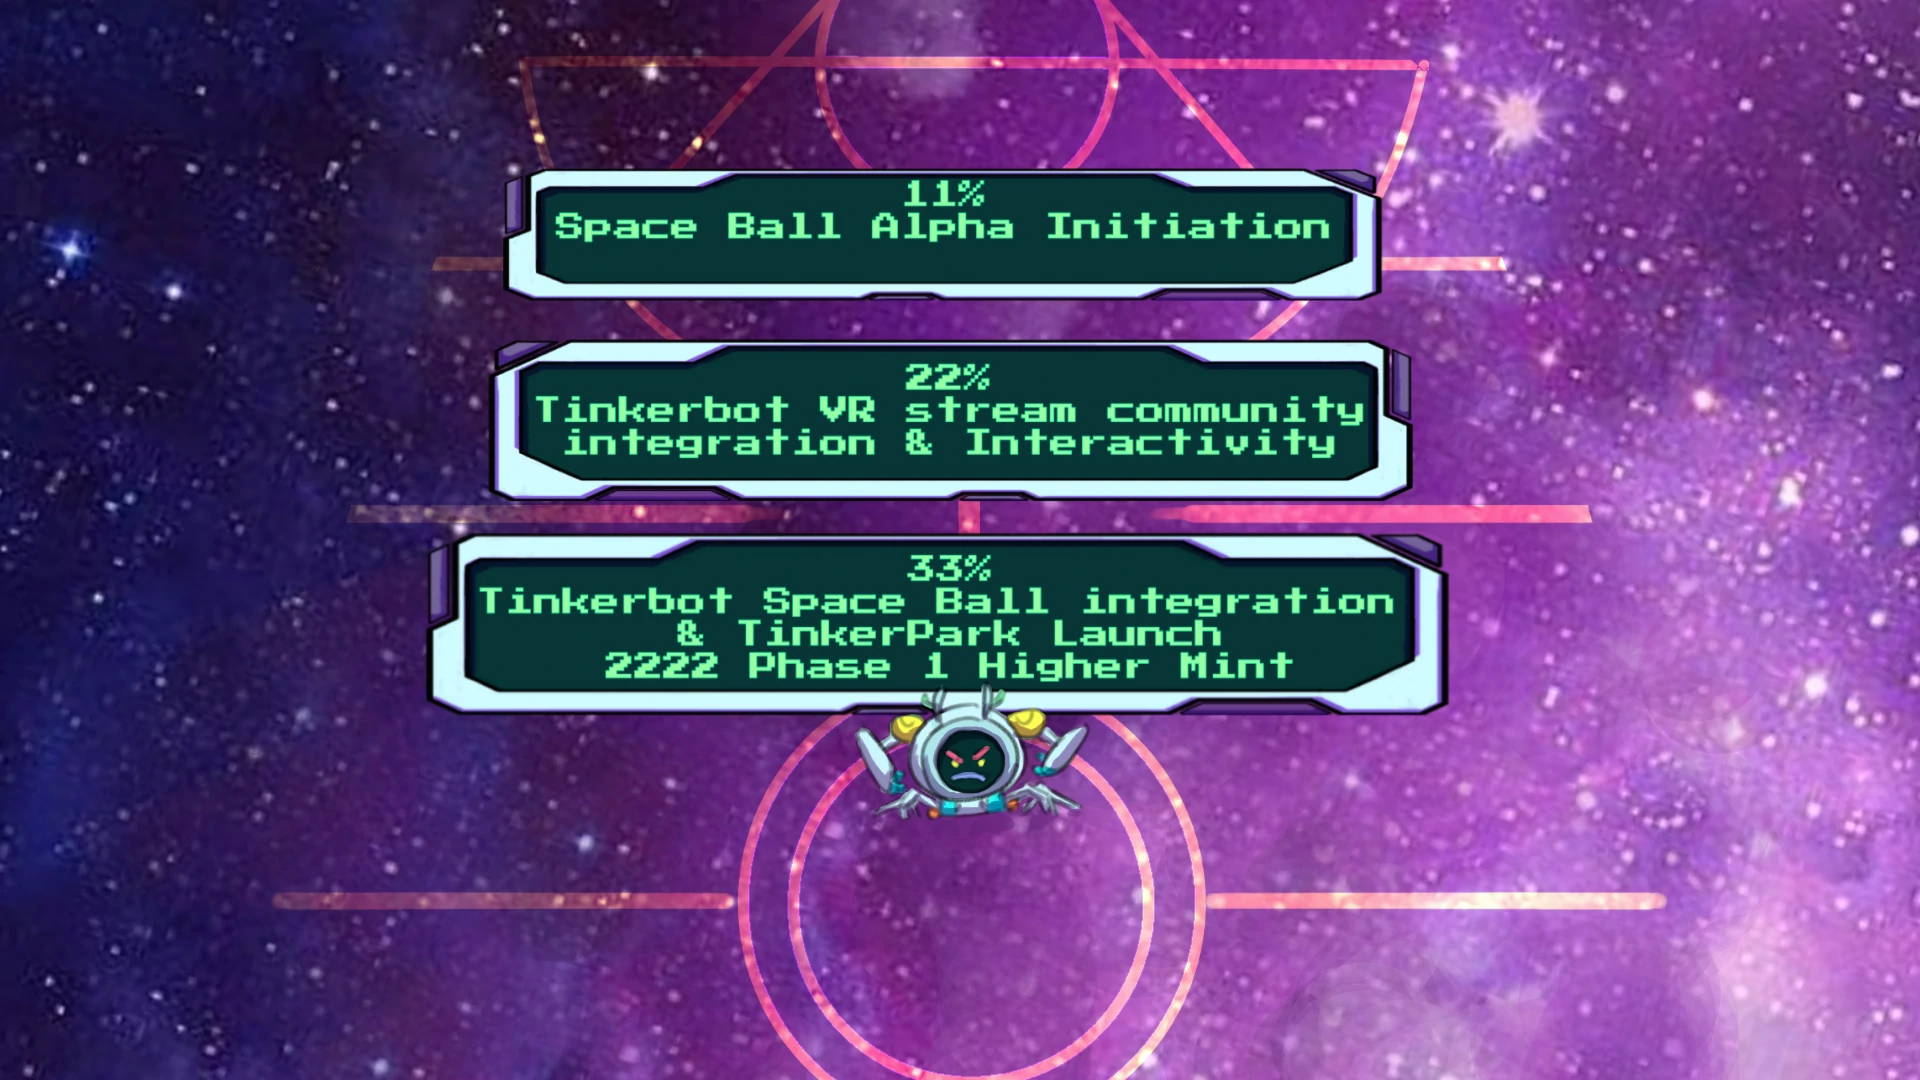 11%
Space Ball Alpha Initiation
22%
Tinkerbot VR stream community
integration & Interactivity
33%
Tinkerbot Space Ball integration
& TinkerPark Launch
2222 Phase 1 Higher Mint